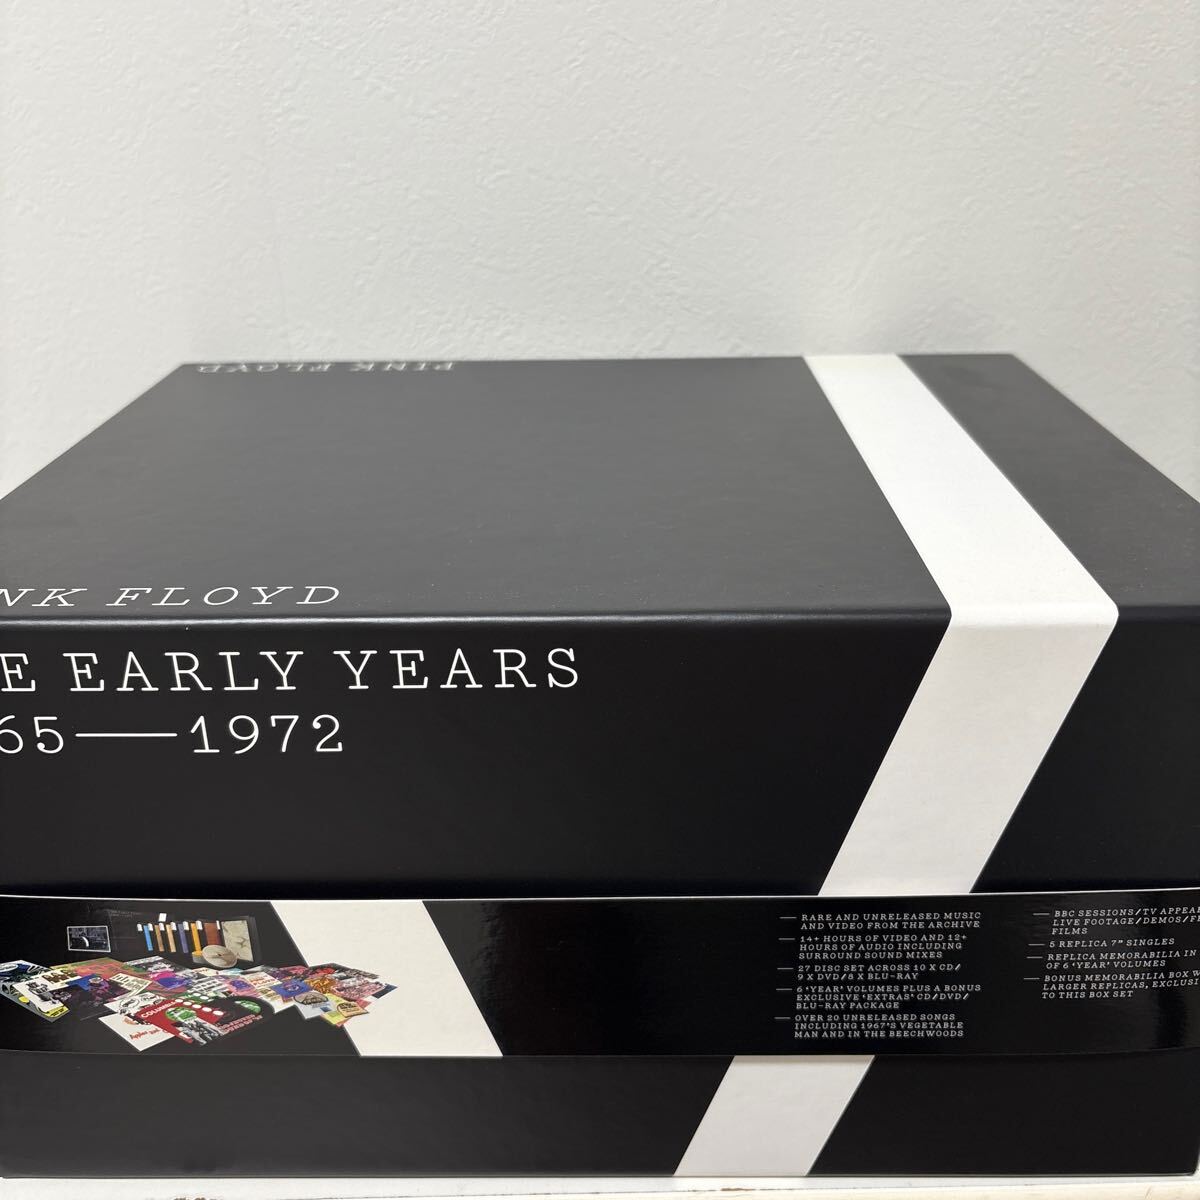 PINK FLOYD
NK FLOYD
E EARLY YEARS
65—1972
— RARE AND UNRELEASED MUSIC
AND VIDEO FROM THE ARCHIVE
— 14+ HOURS OF VIDEO AND 12+
HOURS OF AUDIO INCLUDING
SURROUND SOUND MIXES
— 27 DISC SET ACROSS 10 X CD/
9 X DVD/8 X BLU-RAY
— 6 ‘YEAR’ VOLUMES PLUS A BONUS
EXCLUSIVE ‘EXTRAS’ CD/DVD/
BLU-RAY PACKAGE
— OVER 20 UNRELEASED SONGS
INCLUDING 1967’S VEGETABLE
MAN AND IN THE BEECHWOODS
— BBC SESSIONS/TV APPEA
LIVE FOOTAGE/DEMOS/FE
FILMS
— 5 REPLICA 7” SINGLES
— REPLICA MEMORABILIA IN
OF 6 ‘YEAR’ VOLUMES
— BONUS MEMORABILIA BOX W
LARGER REPLICAS, EXCLUSI
TO THIS BOX SET